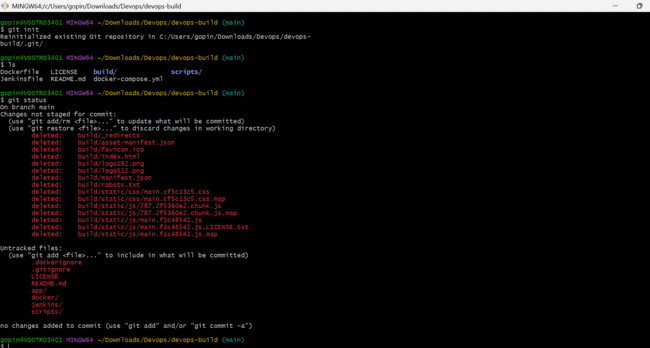 MINGW64:/c/Users/gopin/Downloads/Devops/devops-build
gopin@VOSTRO3401 MINGW64 ~/Downloads/Devops/devops-build (main)
$ git init
Reinitialized existing Git repository in C:/Users/gopin/Downloads/Devops/devops-
build/.git/
gopin@VOSTRO3401 MINGW64 ~/Downloads/Devops/devops-build (main)
$ ls
Dockerfile LICENSE build/ scripts/
Jenkinsfile README.md docker-compose.yml
gopin@VOSTRO3401 MINGW64 ~/Downloads/Devops/devops-build (main)
$ git status
On branch main
Changes not staged for commit:
(use "git add/rm <file>..." to update what will be committed)
(use "git restore <file>..." to discard changes in working directory)
deleted: build/_redirects
deleted: build/asset-manifest.json
deleted: build/favicon.ico
deleted: build/index.html
deleted: build/logo192.png
deleted: build/logo512.png
deleted: build/manifest.json
deleted: build/robots.txt
deleted: build/static/css/main.cf5c13c5.css
deleted: build/static/css/main.cf5c13c5.css.map
deleted: build/static/js/787.2f5360e2.chunk.js
deleted: build/static/js/787.2f5360e2.chunk.js.map
deleted: build/static/js/main.f1c48542.js
deleted: build/static/js/main.f1c48542.js.LICENSE.txt
deleted: build/static/js/main.f1c48542.js.map
Untracked files:
(use "git add <file>..." to include in what will be committed)
.dockerignore
.gitignore
LICENSE
README.md
app/
docker/
jenkins/
scripts/
no changes added to commit (use "git add" and/or "git commit -a")
gopin@VOSTRO3401 MINGW64 ~/Downloads/Devops/devops-build (main)
$